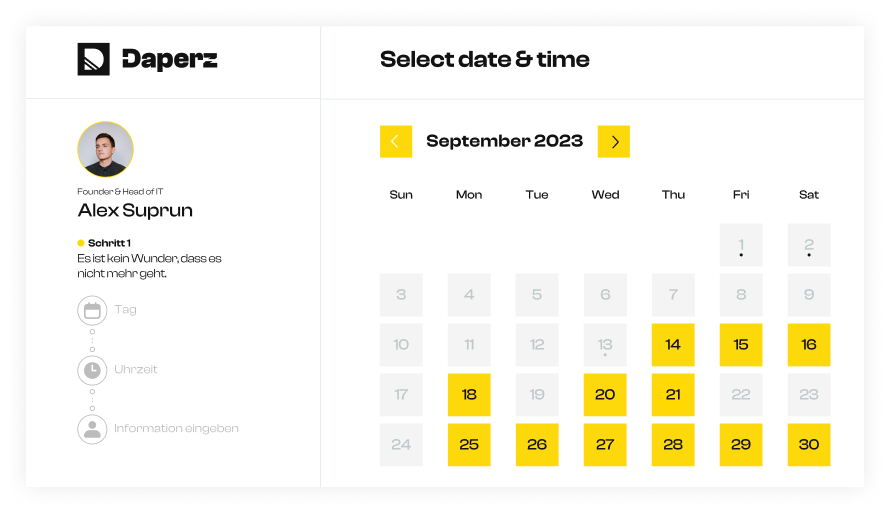 Daperz
Select date & time
Founder & Head of IT
Alex Suprun
Schritt 1
Es ist kein Wunder, dass es
nicht mehr geht.
Tag
Uhrzeit
Information eingeben
September 2023
Sun Mon Tue Wed Thu Fri Sat
1 2
3 4 5 6 7 8 9
10 11 12 13 14 15 16
17 18 19 20 21 22 23
24 25 26 27 28 29 30